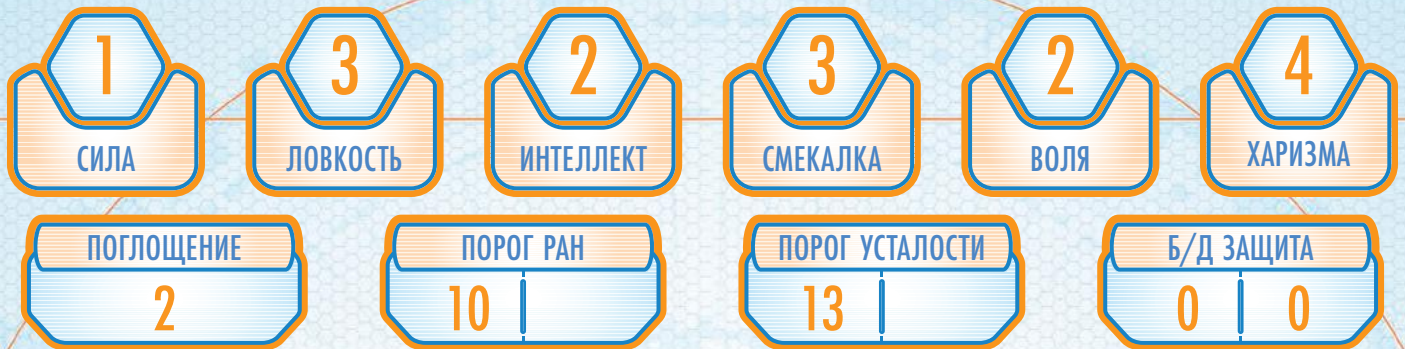 1 3 2 3 2 4
СИЛА ЛОВКОСТЬ ИНТЕЛЛЕКТ СМЕКАЛКА ВОЛЯ ХАРИЗМА
ПОГЛОЩЕНИЕ ПОРОГ РАН ПОРОГ УСТАЛОСТИ Б/Д ЗАЩИТА
2 10 13 0 0